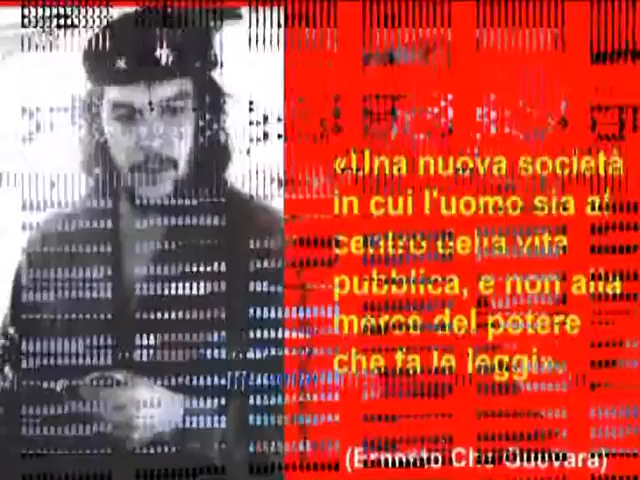 «Una nuova società
in cui l'uomo sia al
centro della vita
pubblica, e non alla
mercé del potere
che fa le leggi».
(Ernesto Che Guevara)